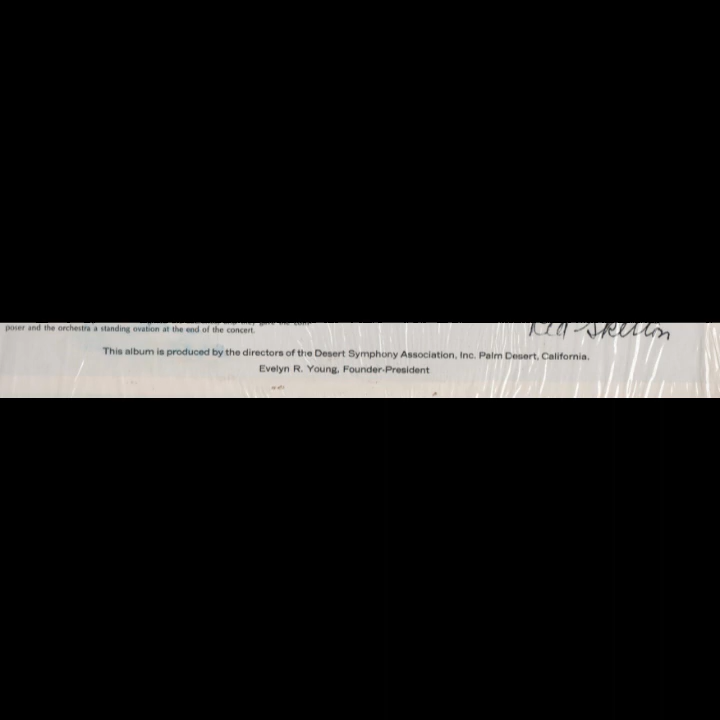 poser and the orchestra a standing ovation at the end of the concert.
Red Skelton
This album is produced by the directors of the Desert Symphony Association, Inc. Palm Desert, California.
Evelyn R. Young, Founder-President